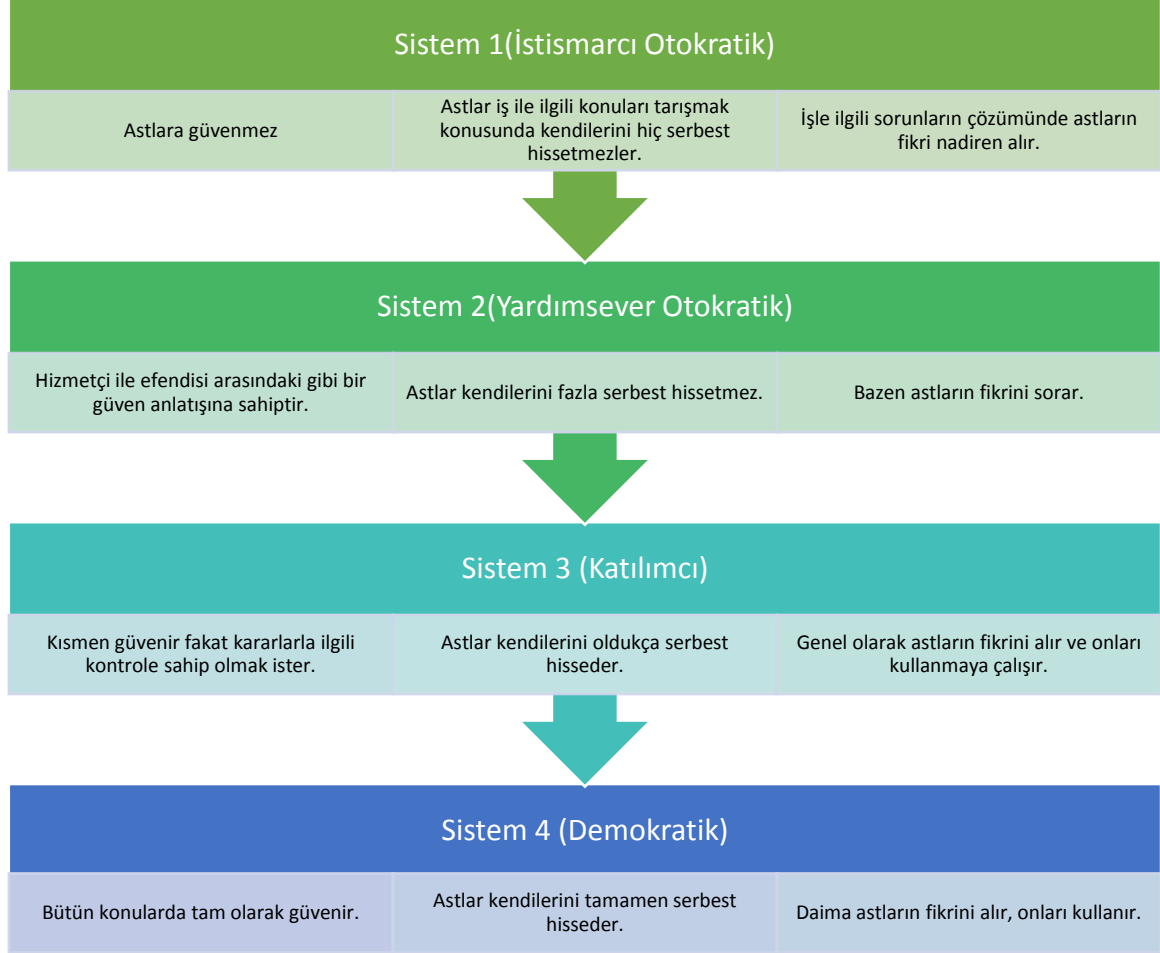 Sistem 1(İstismarcı Otokratik)
Astlara güvenmez
Astlar iş ile ilgili konuları tarışmak
konusunda kendilerini hiç serbest
hissetmezler.
İşle ilgili sorunların çözümünde astların
fikri nadiren alır.
Sistem 2(Yardımsever Otokratik)
Hizmetçi ile efendisi arasındaki gibi bir
güven anlatışına sahiptir.
Astlar kendilerini fazla serbest hissetmez.
Bazen astların fikrini sorar.
Sistem 3 (Katılımcı)
Kısmen güvenir fakat kararlarla ilgili
kontrole sahip olmak ister.
Astlar kendilerini oldukça serbest
hisseder.
Genel olarak astların fikrini alır ve onları
kullanmaya çalışır.
Sistem 4 (Demokratik)
Bütün konularda tam olarak güvenir.
Astlar kendilerini tamamen serbest
hisseder.
Daima astların fikrini alır, onları kullanır.